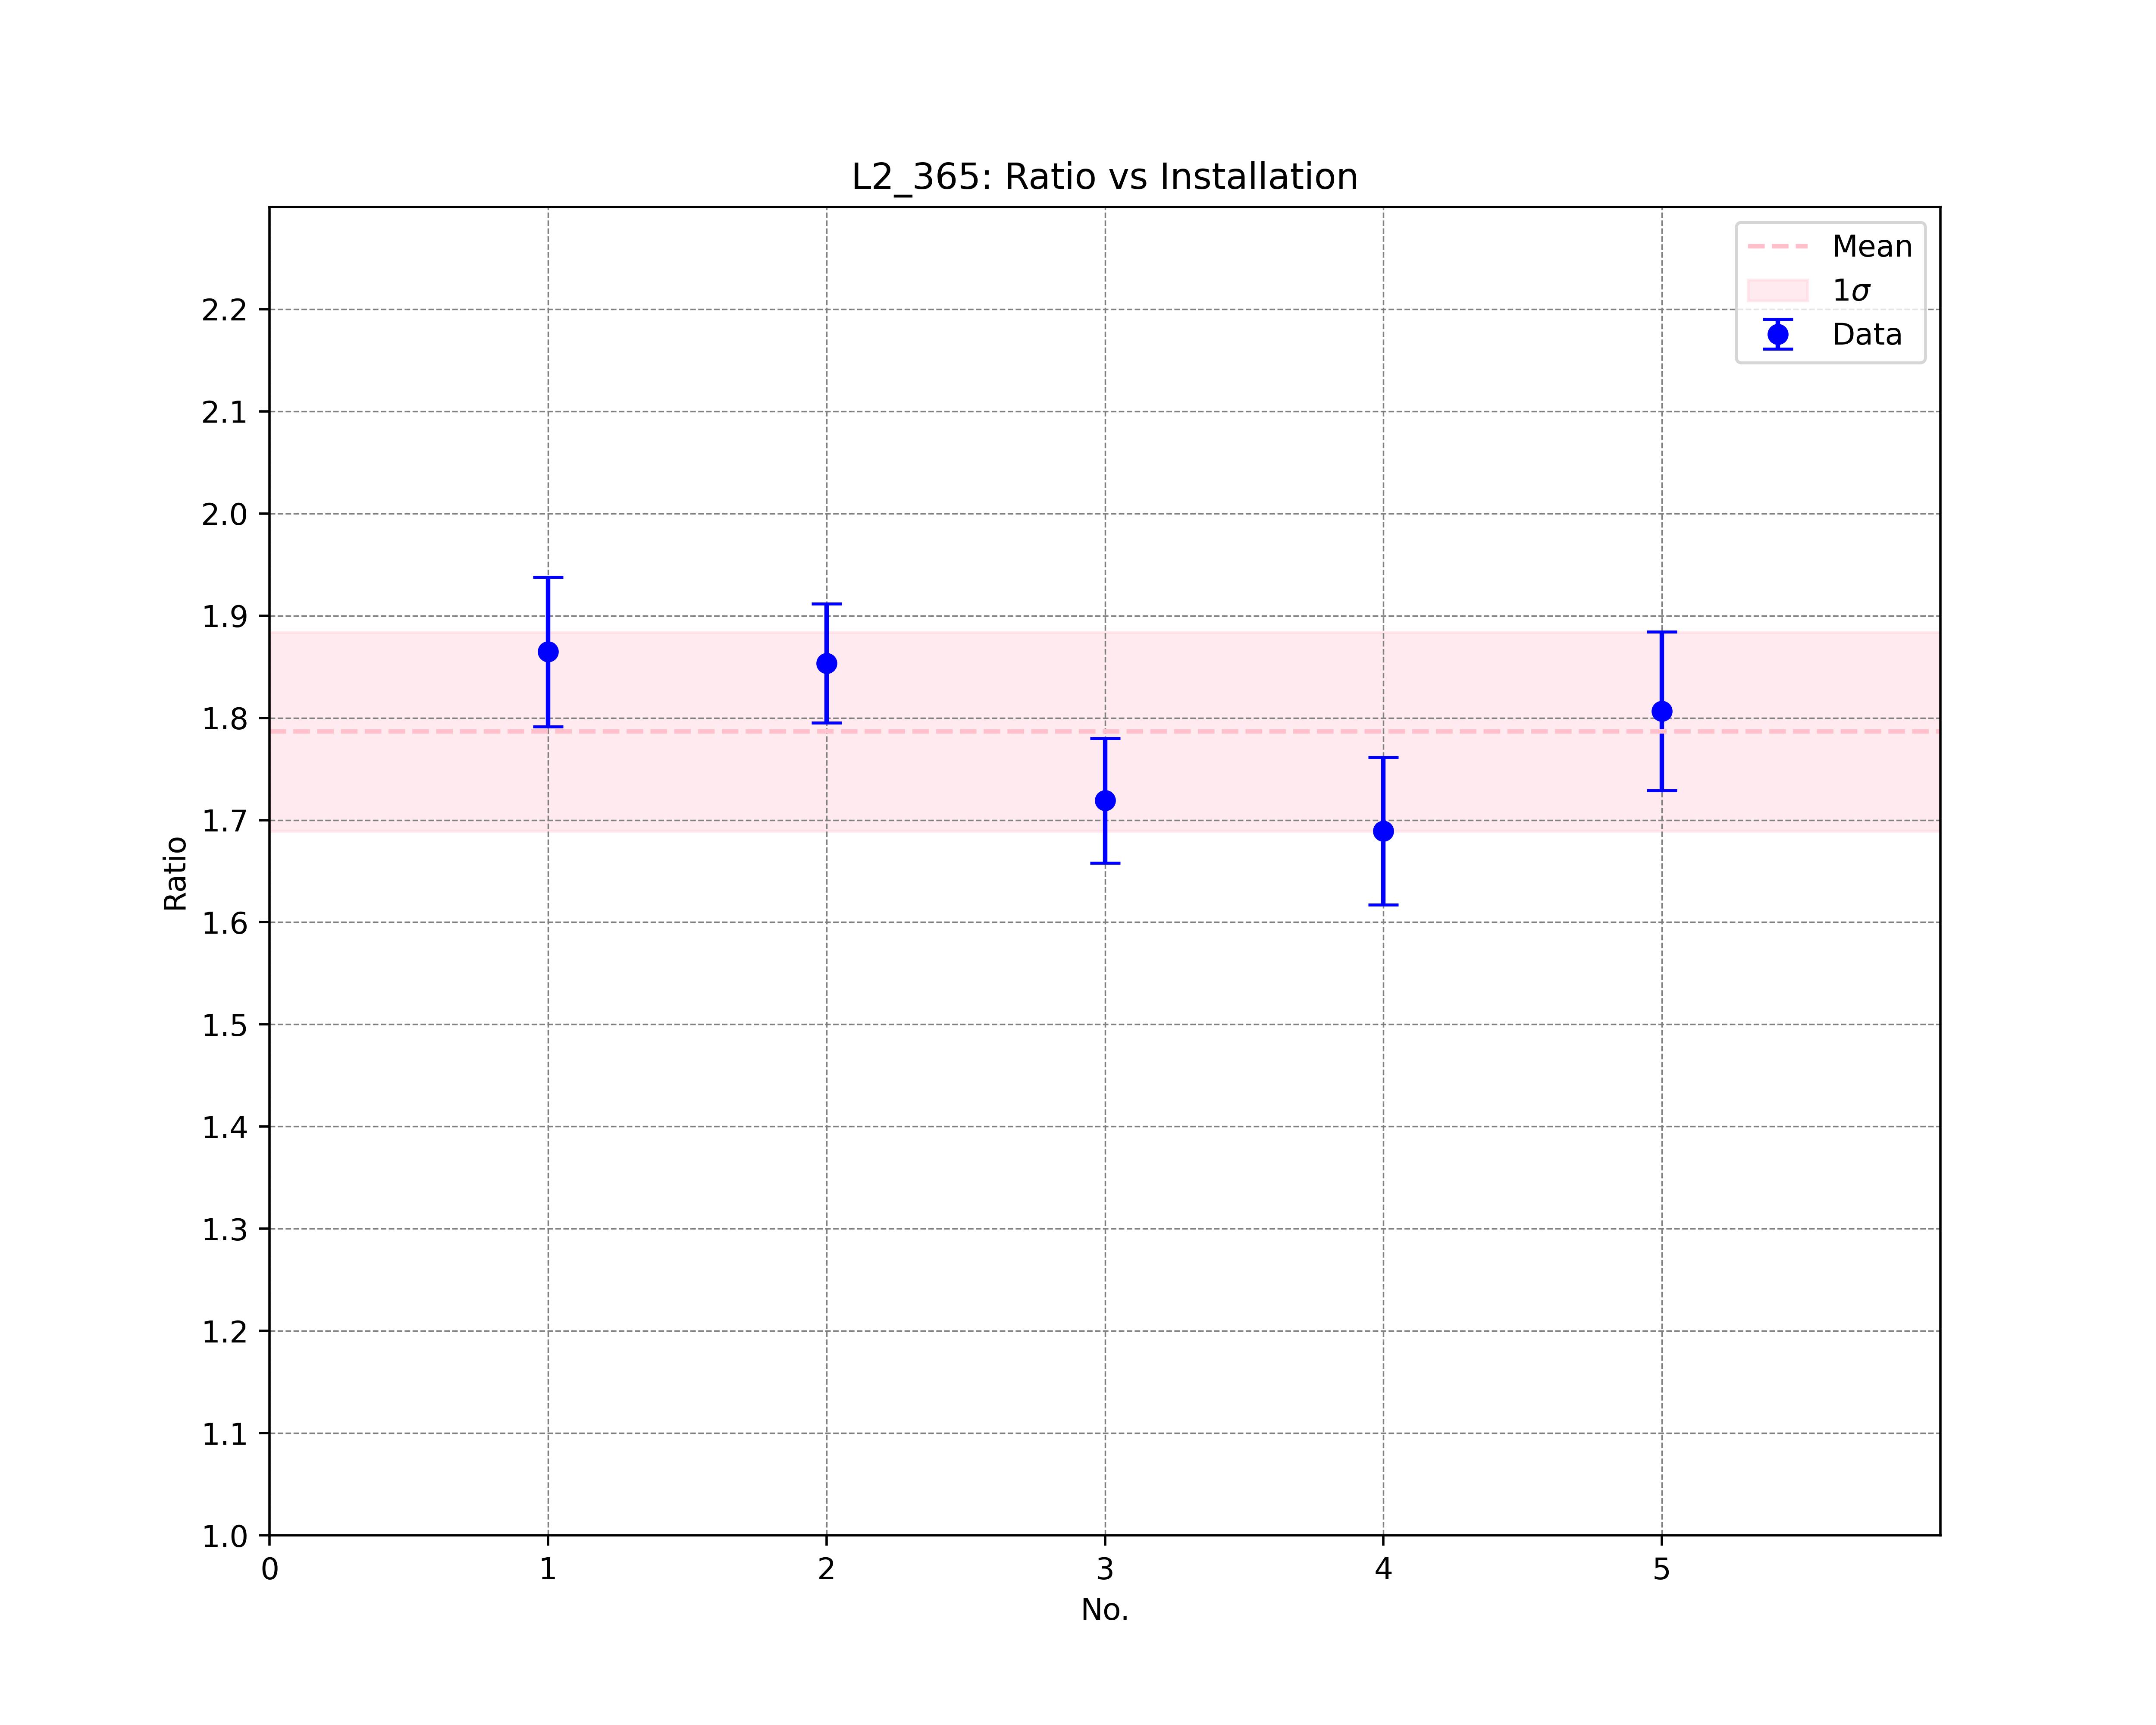 L2_365: Ratio vs Installation
Mean
1σ
Data
Ratio
2.2
2.1
2.0
1.9
1.8
1.7
1.6
1.5
1.4
1.3
1.2
1.1
1.0
0 1 2 3 4 5
No.